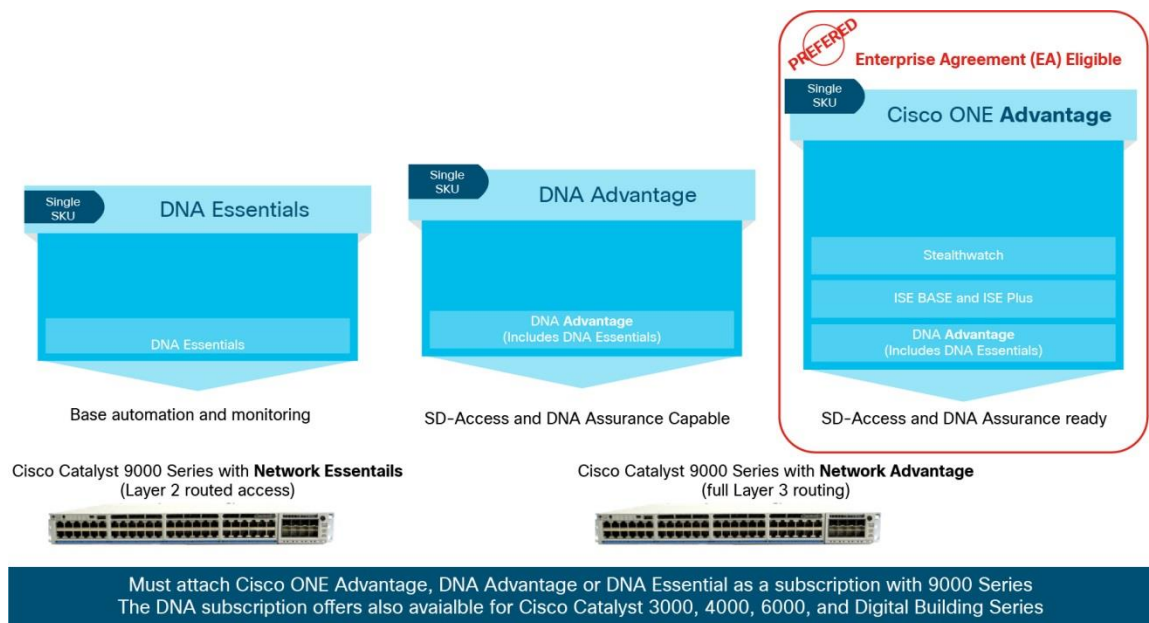 PREFERED
Enterprise Agreement (EA) Eligible
Single
SKU
Cisco ONE Advantage
Stealthwatch
ISE BASE and ISE Plus
DNA Advantage
(Includes DNA Essentials)
SD-Access and DNA Assurance ready
Single
SKU
DNA Advantage
DNA Advantage
(Includes DNA Essentials)
SD-Access and DNA Assurance Capable
Single
SKU
DNA Essentials
DNA Essentials
Base automation and monitoring
Cisco Catalyst 9000 Series with Network Essentails
(Layer 2 routed access)
Cisco Catalyst 9000 Series with Network Advantage
(full Layer 3 routing)
Must attach Cisco ONE Advantage, DNA Advantage or DNA Essential as a subscription with 9000 Series
The DNA subscription offers also avaialble for Cisco Catalyst 3000, 4000, 6000, and Digital Building Series